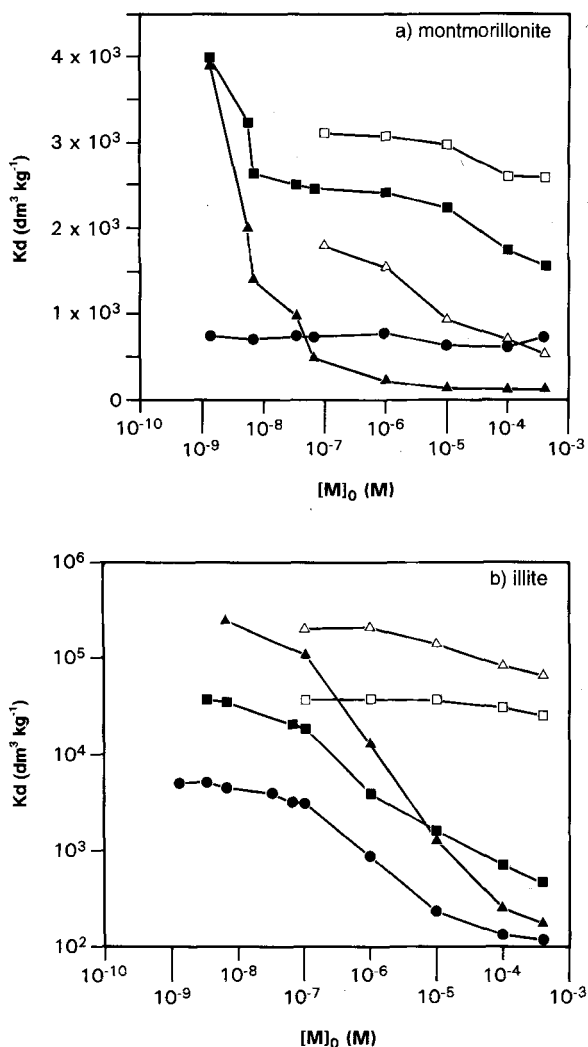 a) montmorillonite
4 x 10³
3 x 10³
2 x 10³
1 x 10³
0
Kd (dm³ kg⁻¹)
10⁻¹⁰ 10⁻⁹ 10⁻⁸ 10⁻⁷ 10⁻⁶ 10⁻⁵ 10⁻⁴ 10⁻³
[M]₀ (M)
b) illite
10⁶
10⁵
10⁴
10³
10²
Kd (dm³ kg⁻¹)
10⁻¹⁰ 10⁻⁹ 10⁻⁸ 10⁻⁷ 10⁻⁶ 10⁻⁵ 10⁻⁴ 10⁻³
[M]₀ (M)